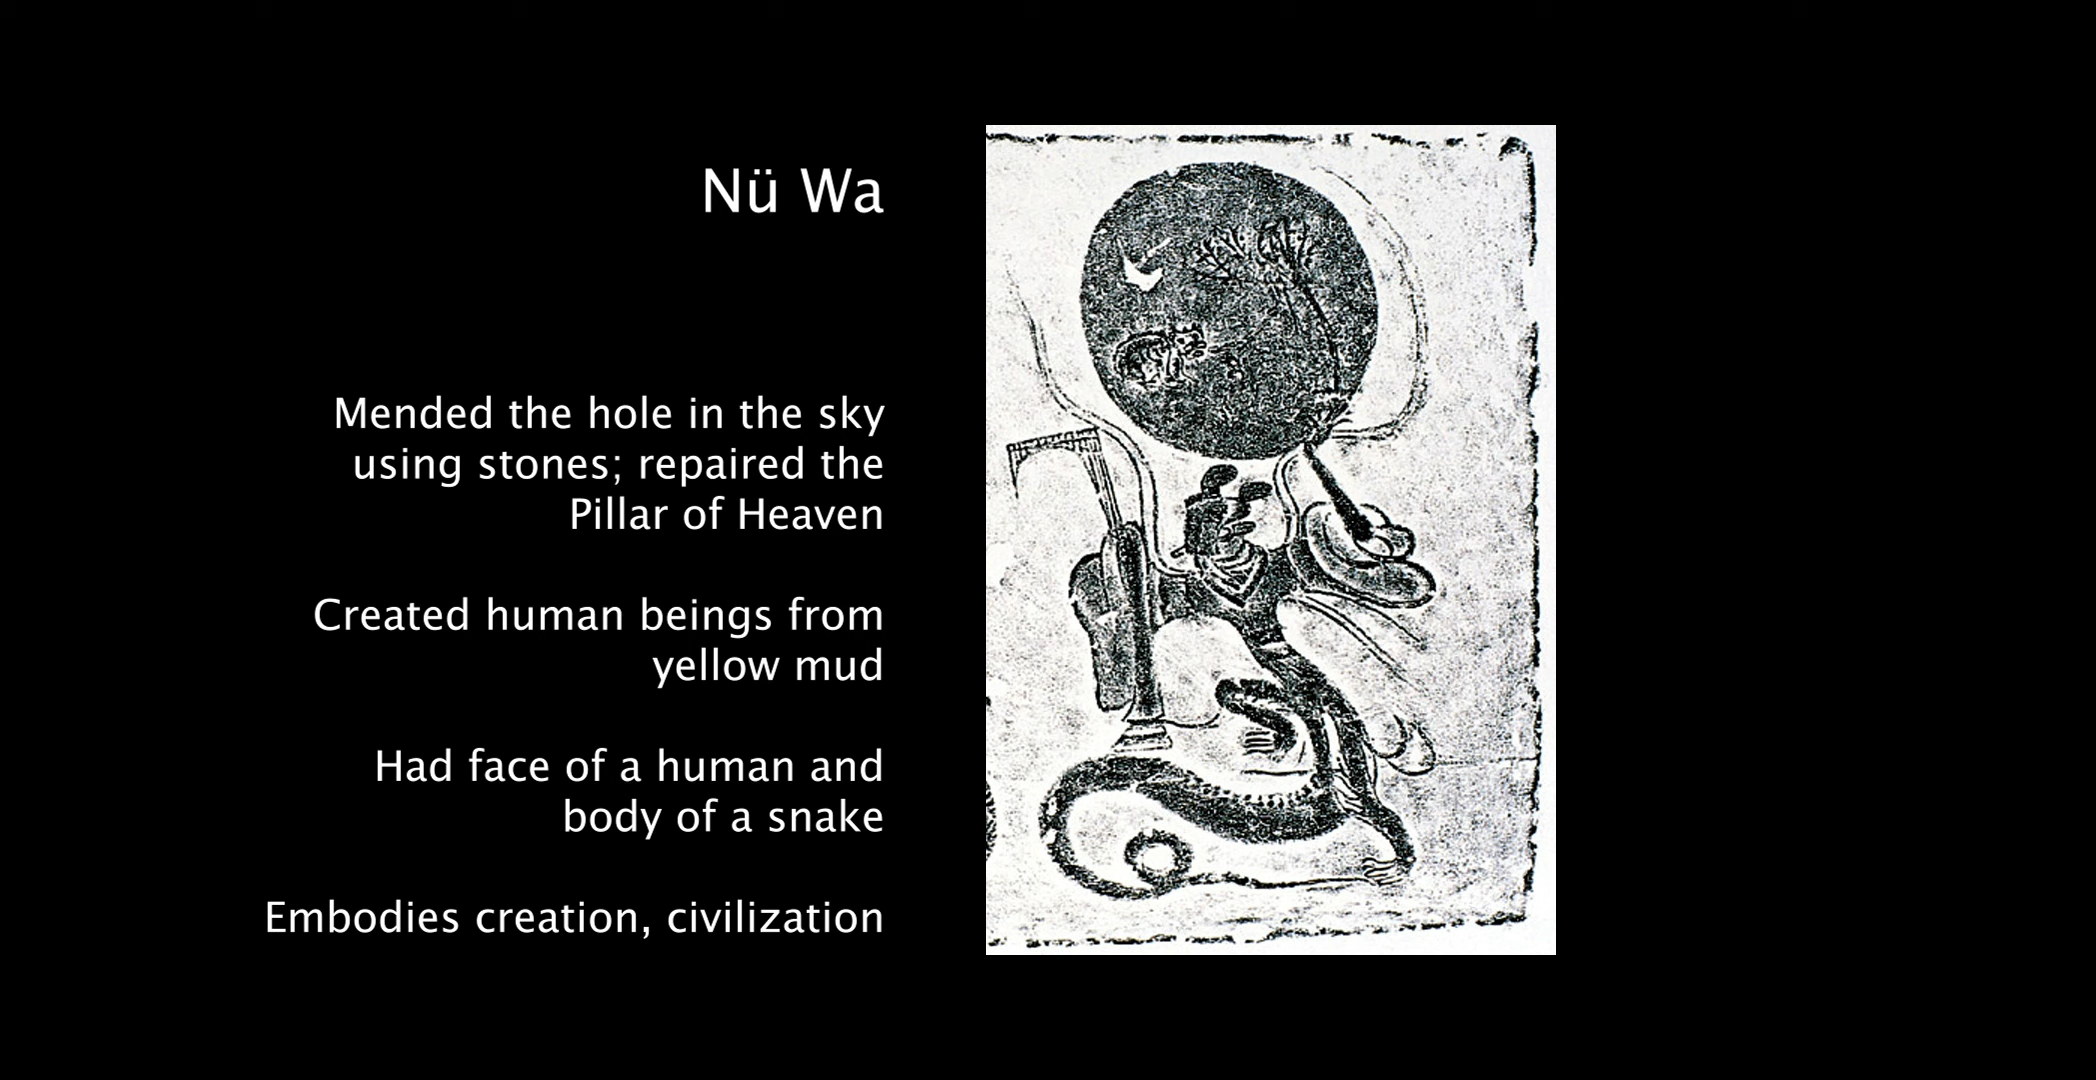 Nü Wa
Mended the hole in the sky
using stones; repaired the
Pillar of Heaven
Created human beings from
yellow mud
Had face of a human and
body of a snake
Embodies creation, civilization